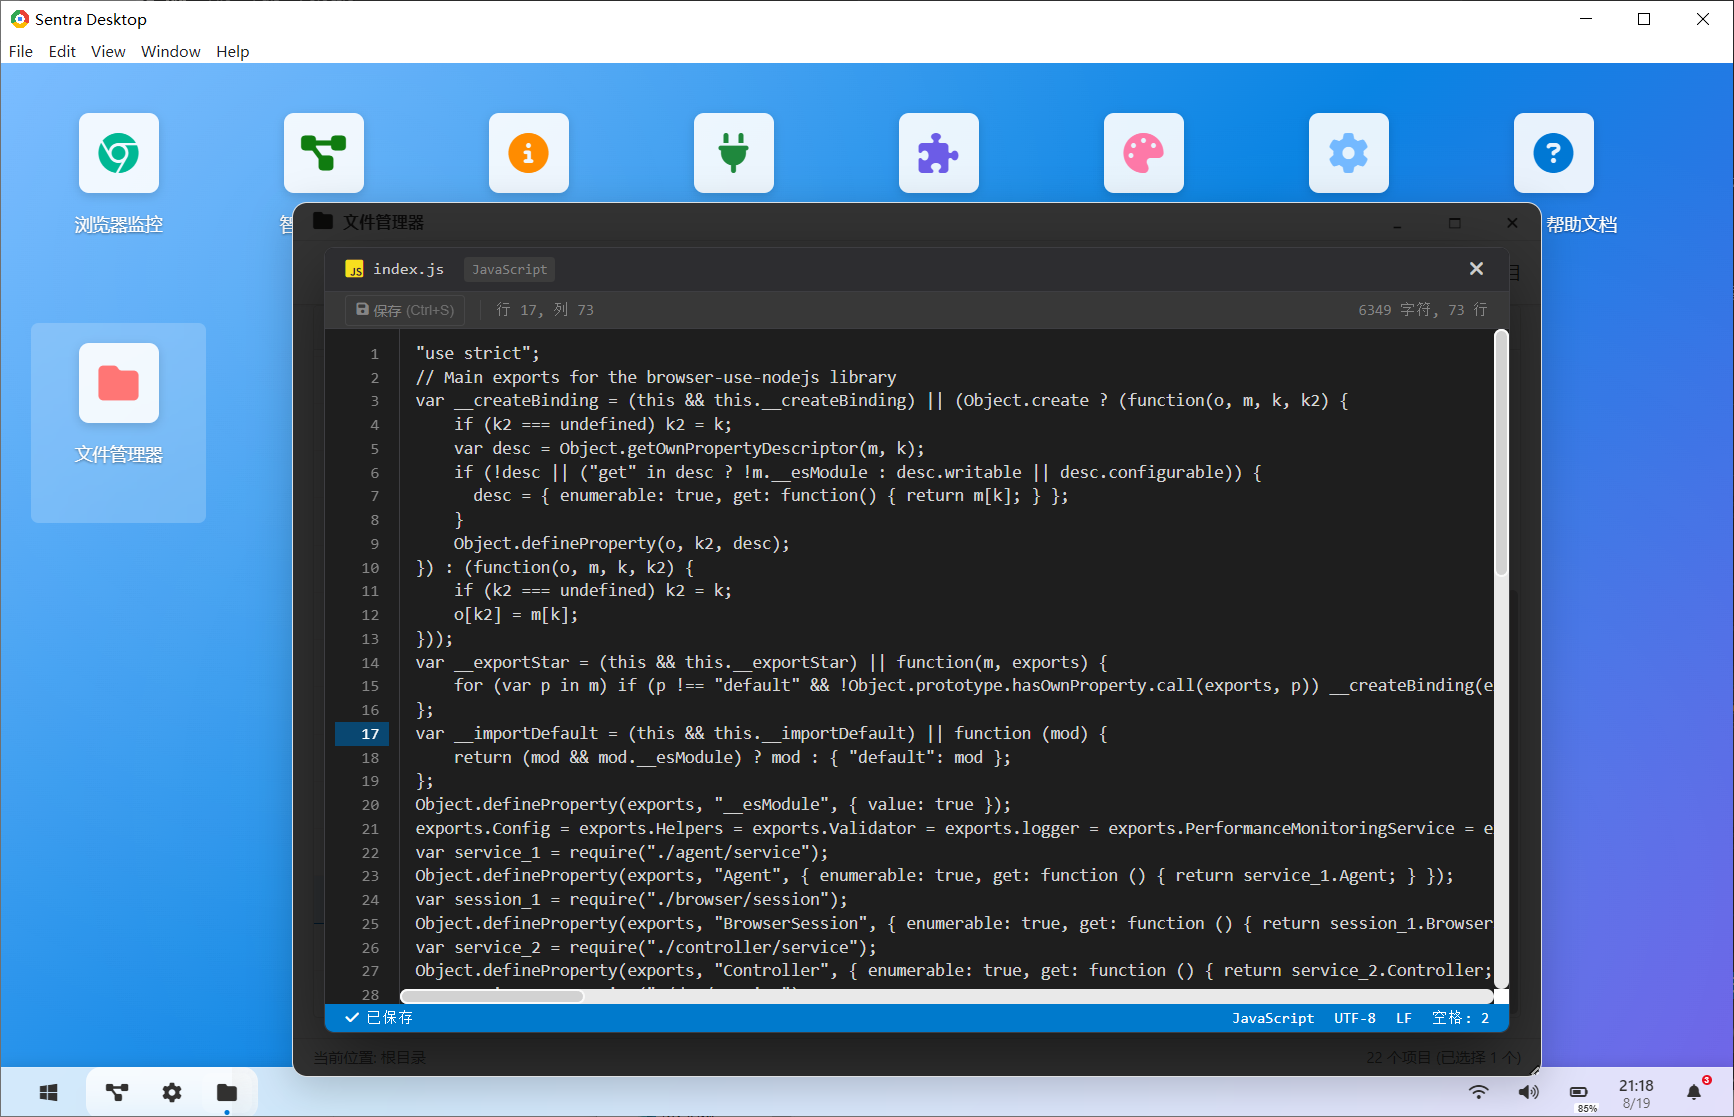 Sentra Desktop
File Edit View Window Help
浏览器监控
智
帮助文档
文件管理器
文件管理器
index.js JavaScript
保存 (Ctrl+S) 行 17, 列 73 6349 字符, 73 行
1 "use strict";
2 // Main exports for the browser-use-nodejs library
3 var __createBinding = (this && this.__createBinding) || (Object.create ? (function(o, m, k, k2) {
4 if (k2 === undefined) k2 = k;
5 var desc = Object.getOwnPropertyDescriptor(m, k);
6 if (!desc || ("get" in desc ? !m.__esModule : desc.writable || desc.configurable)) {
7 desc = { enumerable: true, get: function() { return m[k]; } };
8 }
9 Object.defineProperty(o, k2, desc);
10 }) : (function(o, m, k, k2) {
11 if (k2 === undefined) k2 = k;
12 o[k2] = m[k];
13 }));
14 var __exportStar = (this && this.__exportStar) || function(m, exports) {
15 for (var p in m) if (p !== "default" && !Object.prototype.hasOwnProperty.call(exports, p)) __createBinding(e
16 };
17 var __importDefault = (this && this.__importDefault) || function (mod) {
18 return (mod && mod.__esModule) ? mod : { "default": mod };
19 };
20 Object.defineProperty(exports, "__esModule", { value: true });
21 exports.Config = exports.Helpers = exports.Validator = exports.logger = exports.PerformanceMonitoringService = e
22 var service_1 = require("./agent/service");
23 Object.defineProperty(exports, "Agent", { enumerable: true, get: function () { return service_1.Agent; } });
24 var session_1 = require("./browser/session");
25 Object.defineProperty(exports, "BrowserSession", { enumerable: true, get: function () { return session_1.Browser
26 var service_2 = require("./controller/service");
27 Object.defineProperty(exports, "Controller", { enumerable: true, get: function () { return service_2.Controller;
28
已保存 JavaScript UTF-8 LF 空格: 2
当前位置: 根目录 22 个项目 (已选择 1 个)
85% 21:18 3
8/19